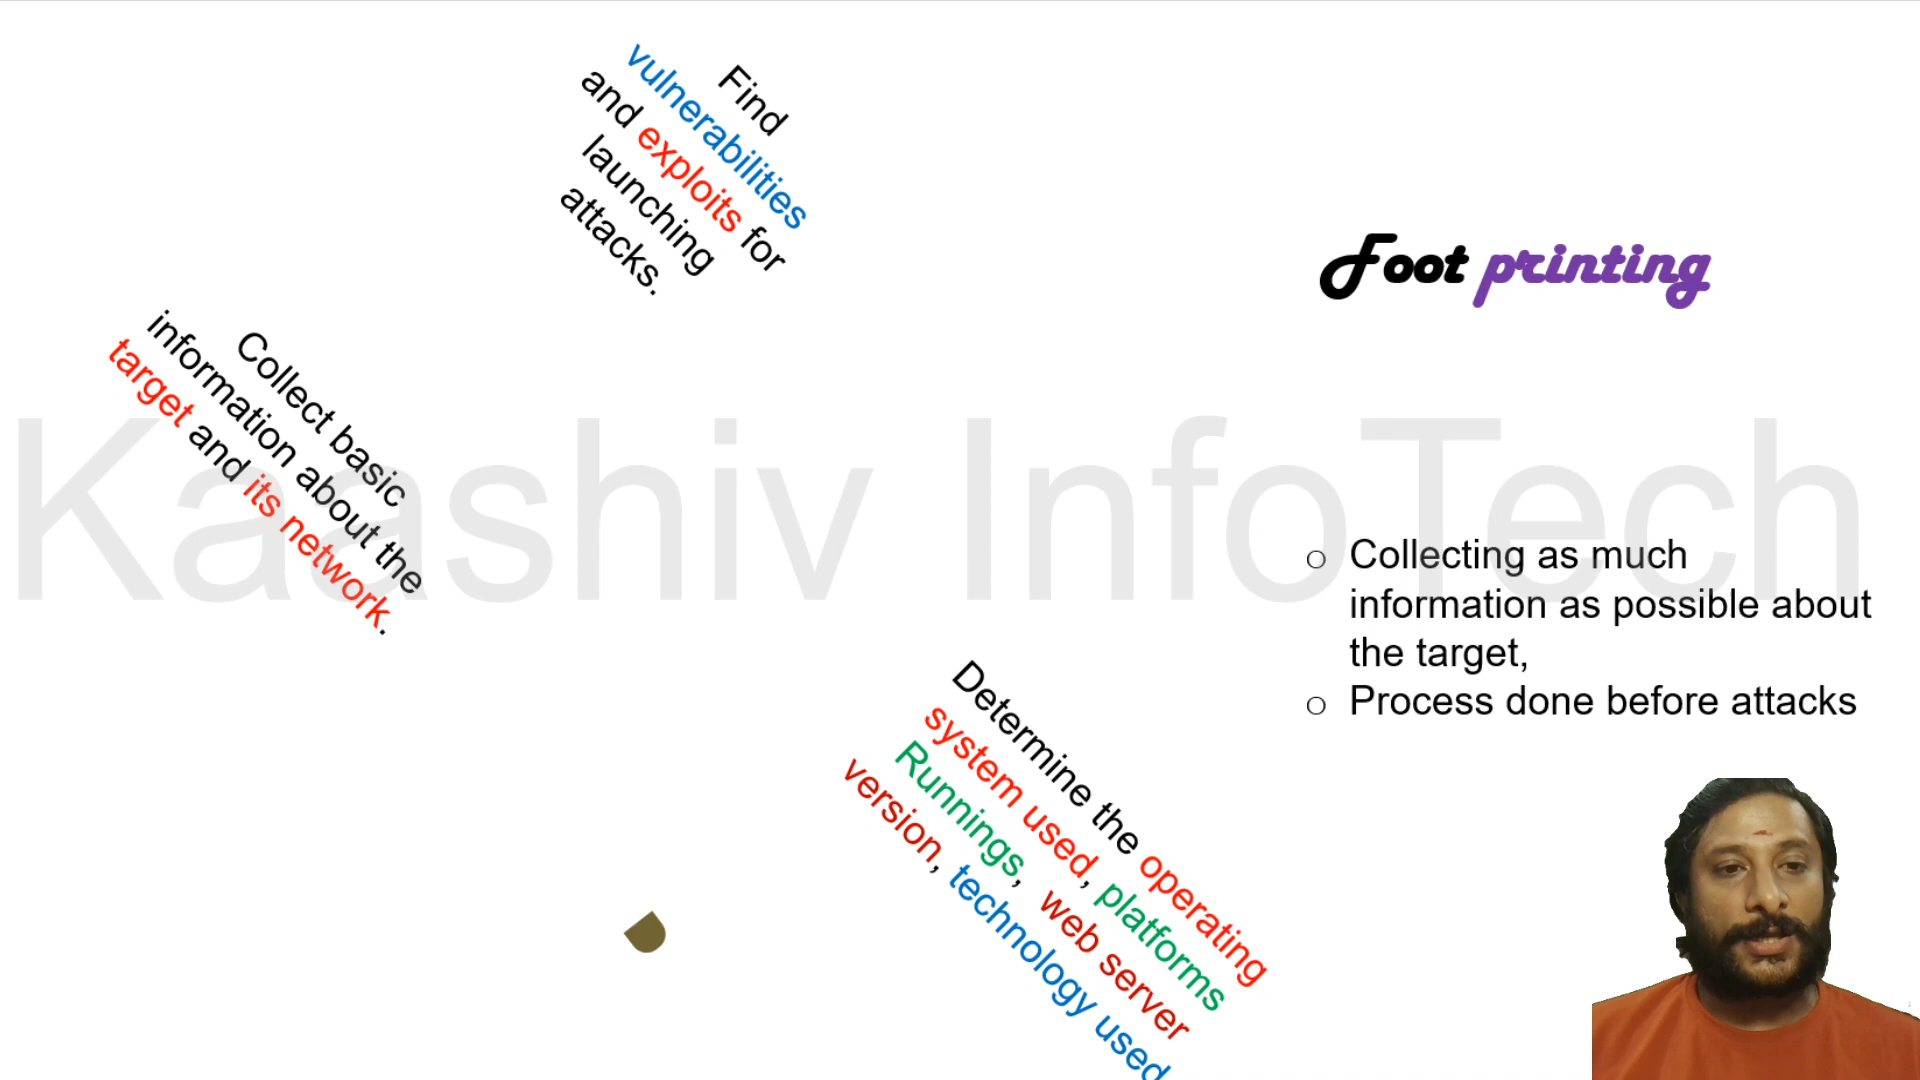 Find
vulnerabilities
and exploits for
launching
attacks.
Foot printing
Collect basic
information about the
target and its network.
Kaashiv InfoTech
Collecting as much
information as possible about
the target,
Process done before attacks
Determine the operating
system used, platforms
Runnings, web server
version, technology used